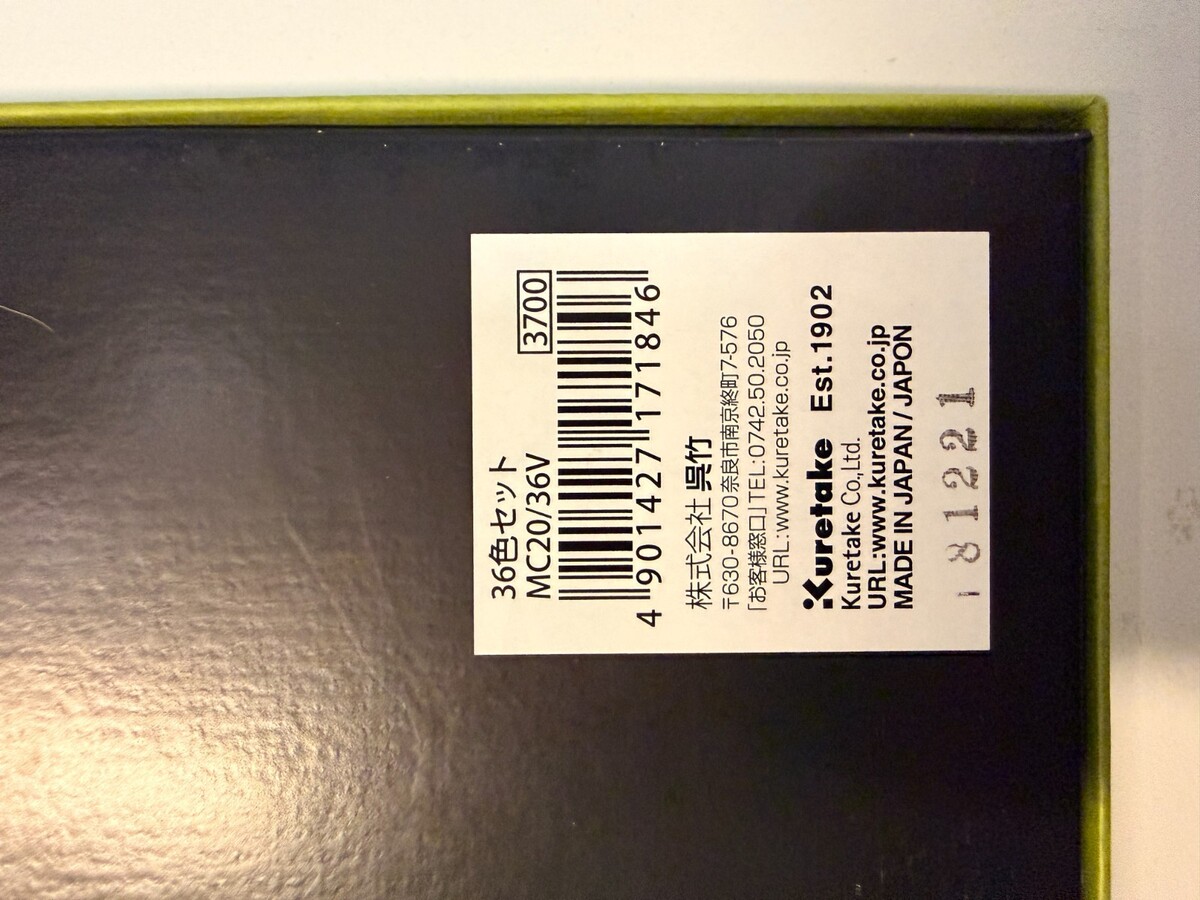 36色セット
MC20/36V 3700
4 901427 171846
株式会社 呉竹
〒630-8670 奈良市南京終町7-576
「お客様窓口」TEL:0742.50.2050
URL:www.kuretake.co.jp
Kuretake Est.1902
Kuretake Co.,Ltd.
URL:www.kuretake.co.jp
MADE IN JAPAN / JAPON
181221